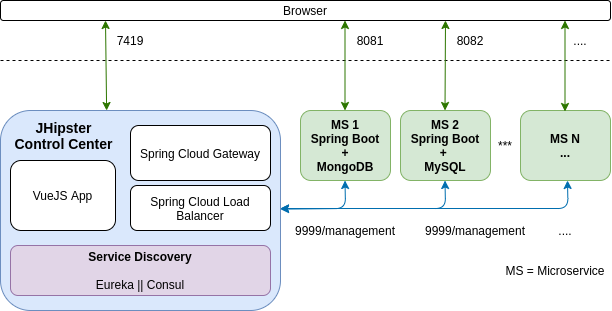 Browser
7419
8081
8082
....
JHipster
Control Center
VueJS App
Spring Cloud Gateway
Spring Cloud Load
Balancer
Service Discovery
Eureka || Consul
MS 1
Spring Boot
+
MongoDB
MS 2
Spring Boot
+
MySQL
***
MS N
...
9999/management
9999/management
....
MS = Microservice